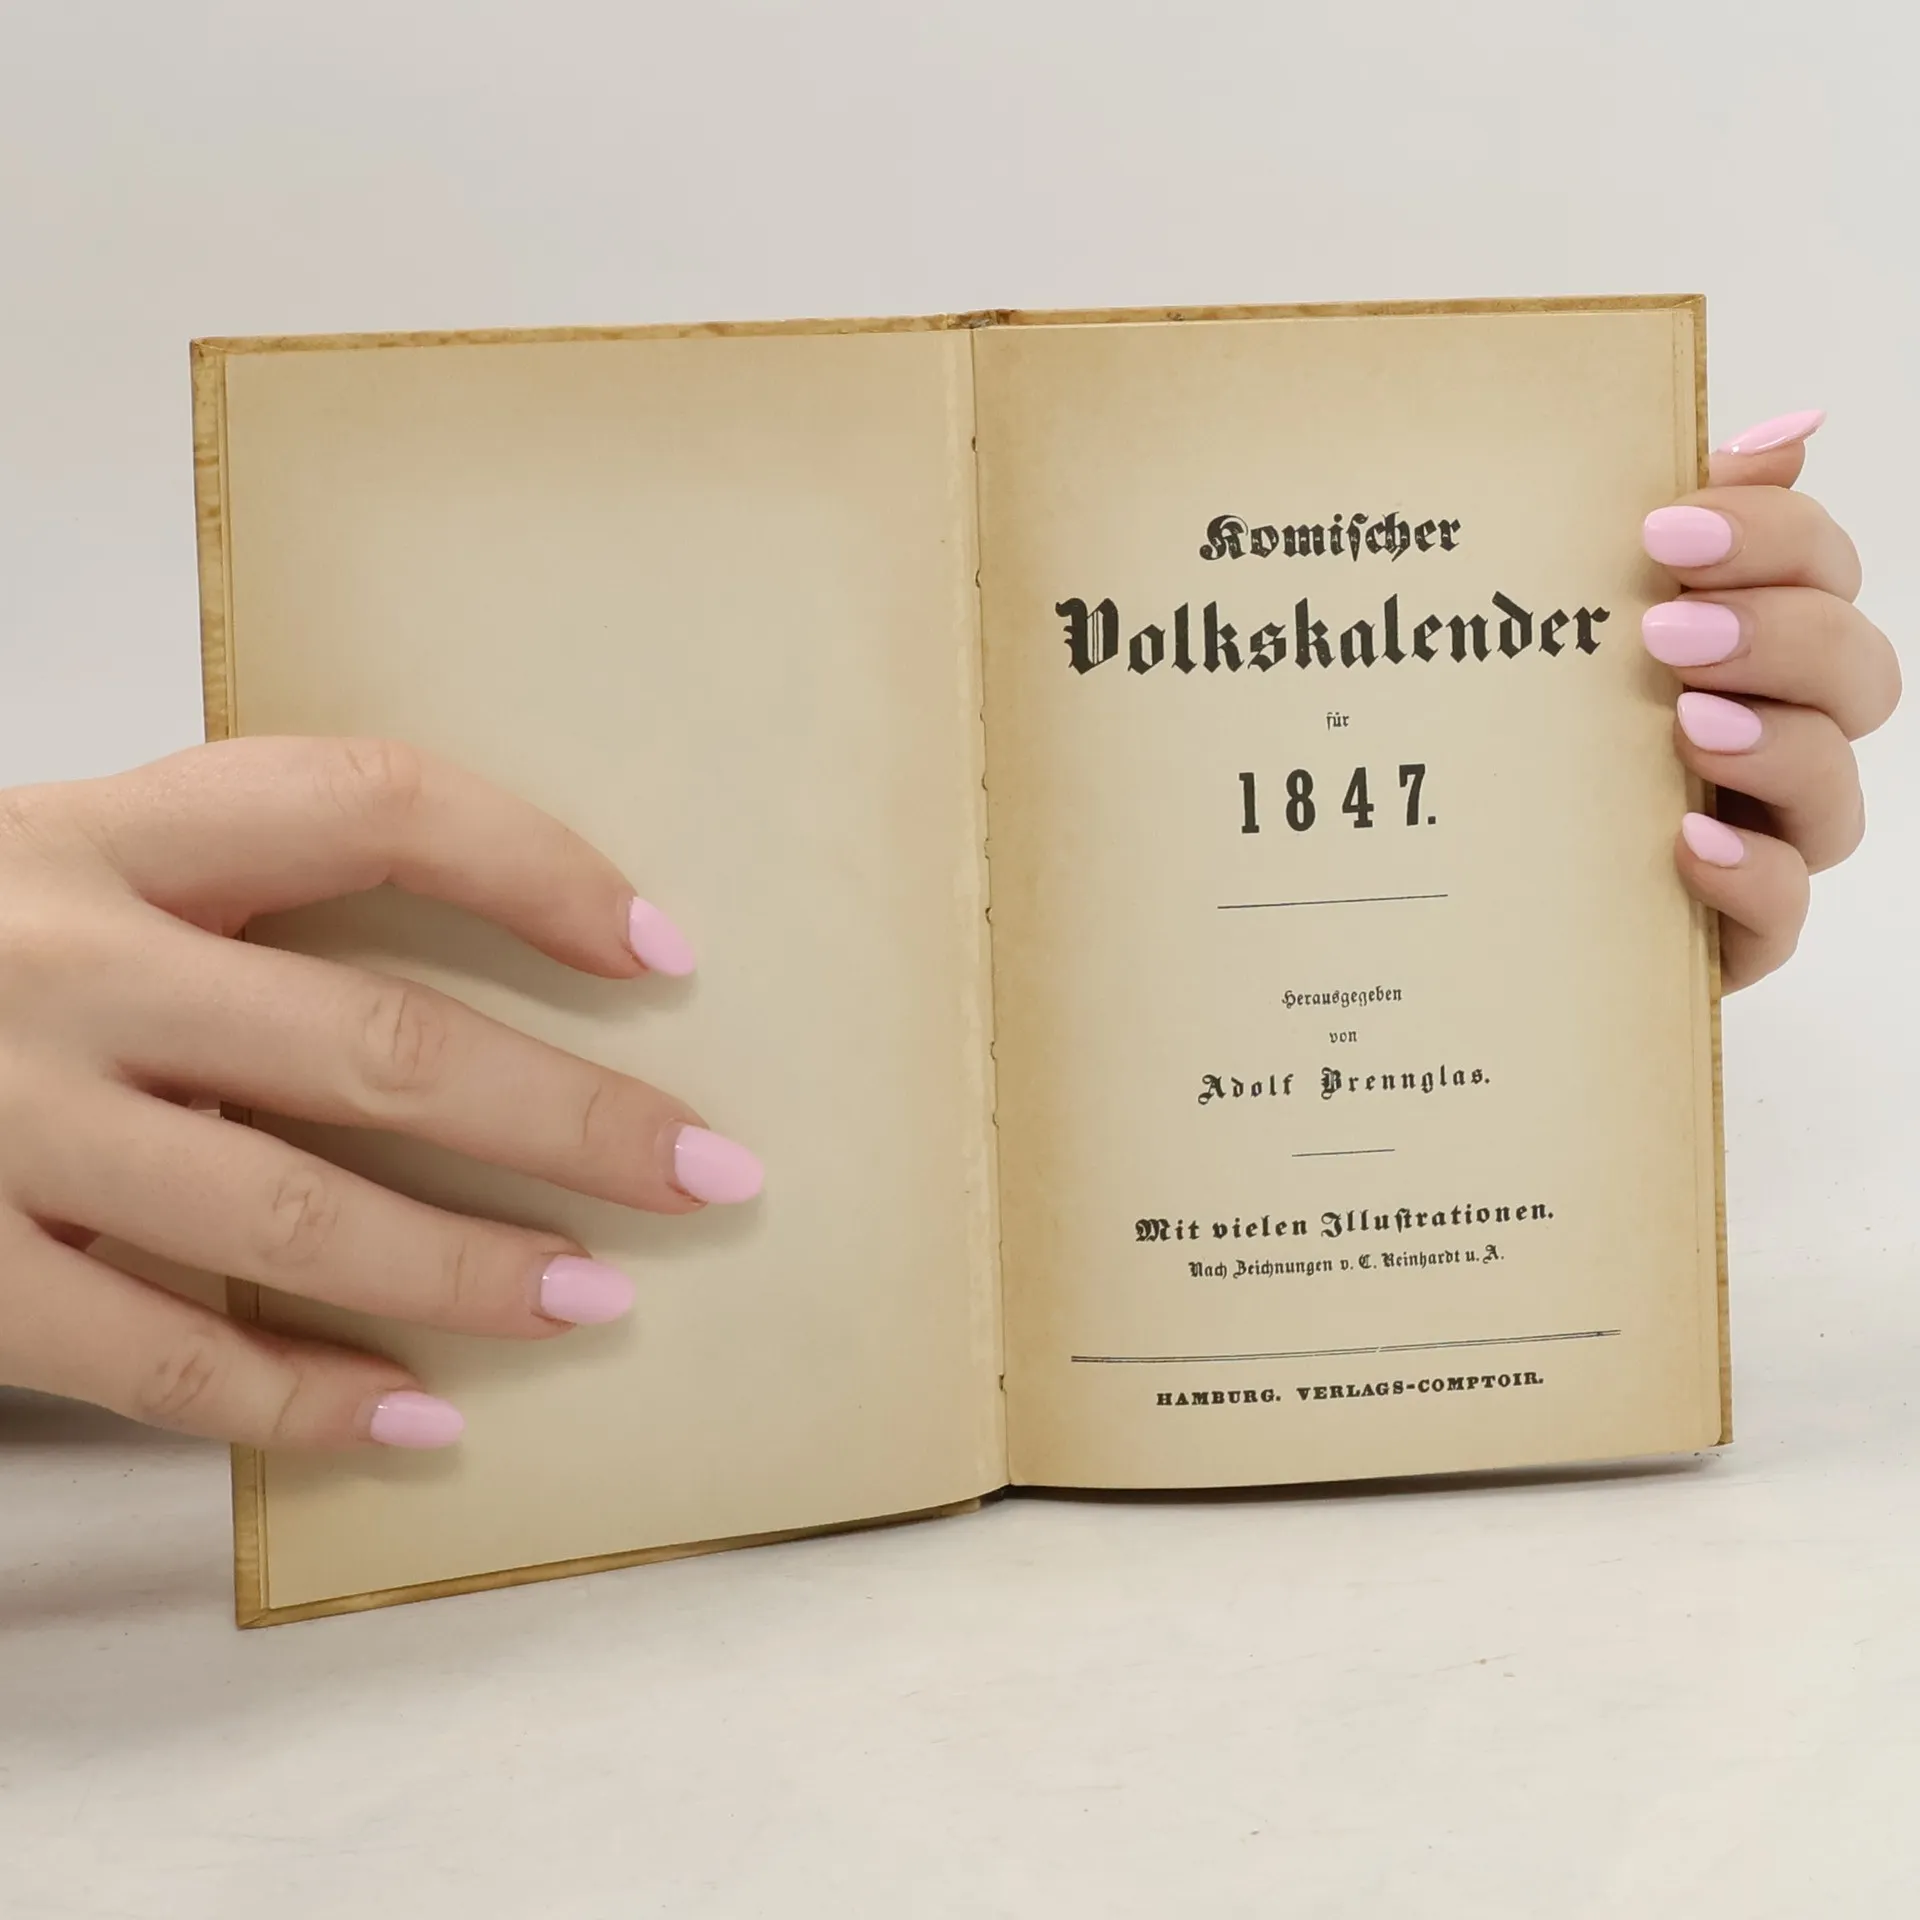 Komiſcher
Volkskalender
für
1847.
Herausgegeben
von
Adolf Brennglas.
Mit vielen Illuſtrationen.
Nach Zeichnungen v. C. Reinhardt u. A.
HAMBURG. VERLAGS-COMPTOIR.